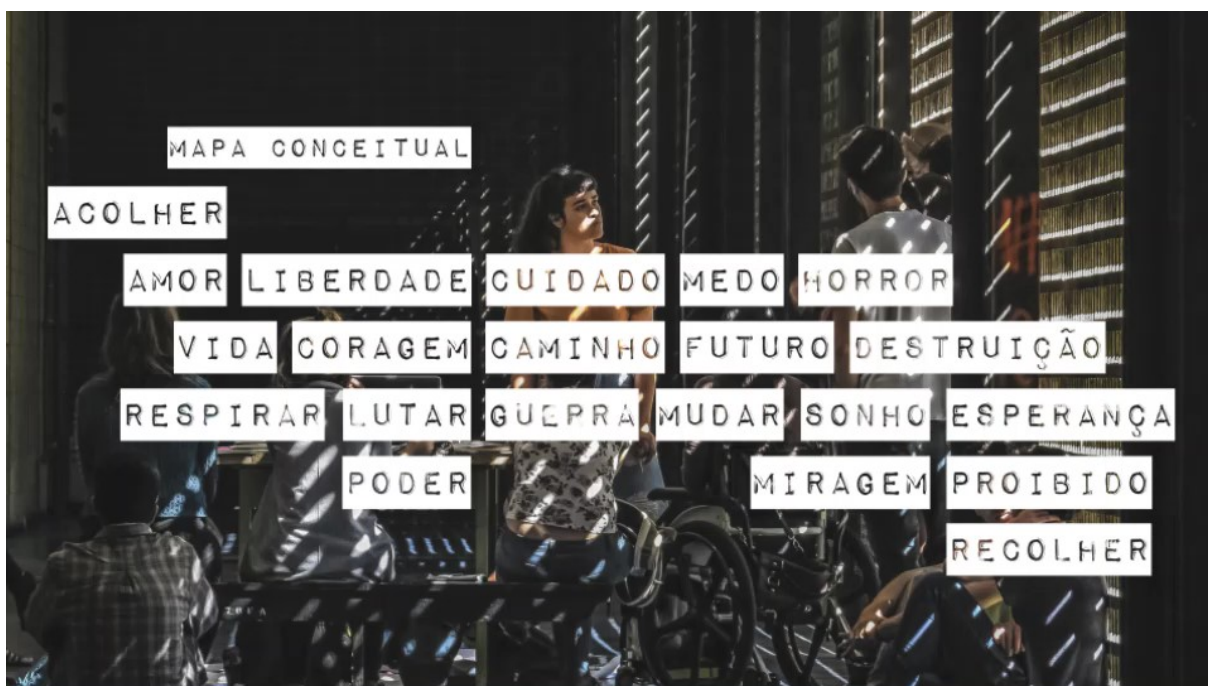 MAPA CONCEITUAL
ACOLHER
AMOR LIBERDADE CUIDADO MEDO HORROR
VIDA CORAGEM CAMINHO FUTURO DESTRUIÇÃO
RESPIRAR LUTAR GUERRA MUDAR SONHO ESPERANÇA
PODER MIRAGEM PROIBIDO
RECOLHER